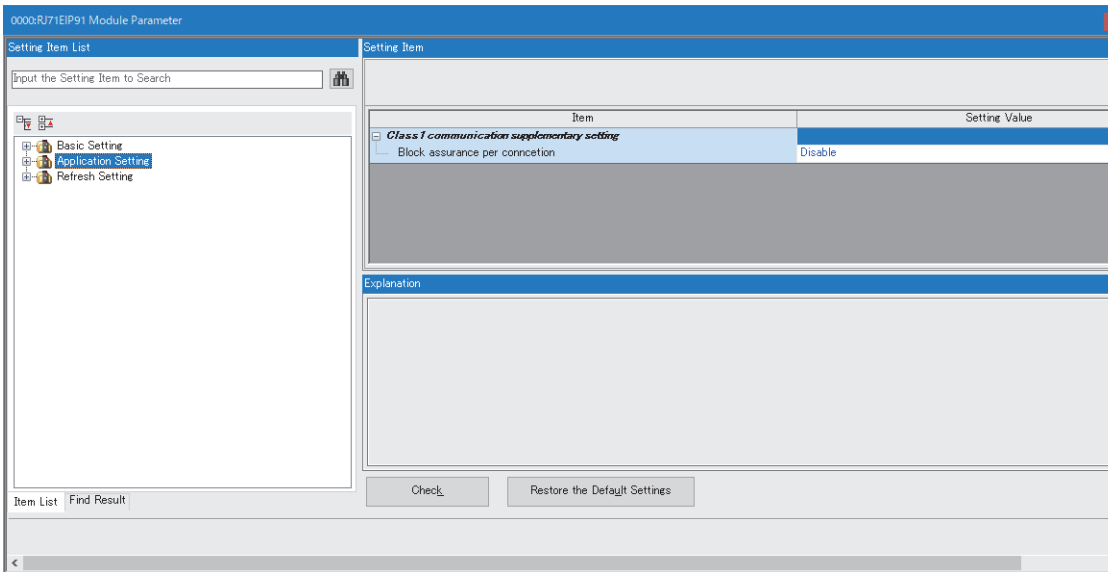 0000:RJ71EIP91 Module Parameter
Setting Item List
Input the Setting Item to Search
Basic Setting
Application Setting
Refresh Setting
Item List Find Result
Setting Item
Item Setting Value
Class 1 communication supplementary setting
Block assurance per conncetion Disable
Explanation
Check Restore the Default Settings